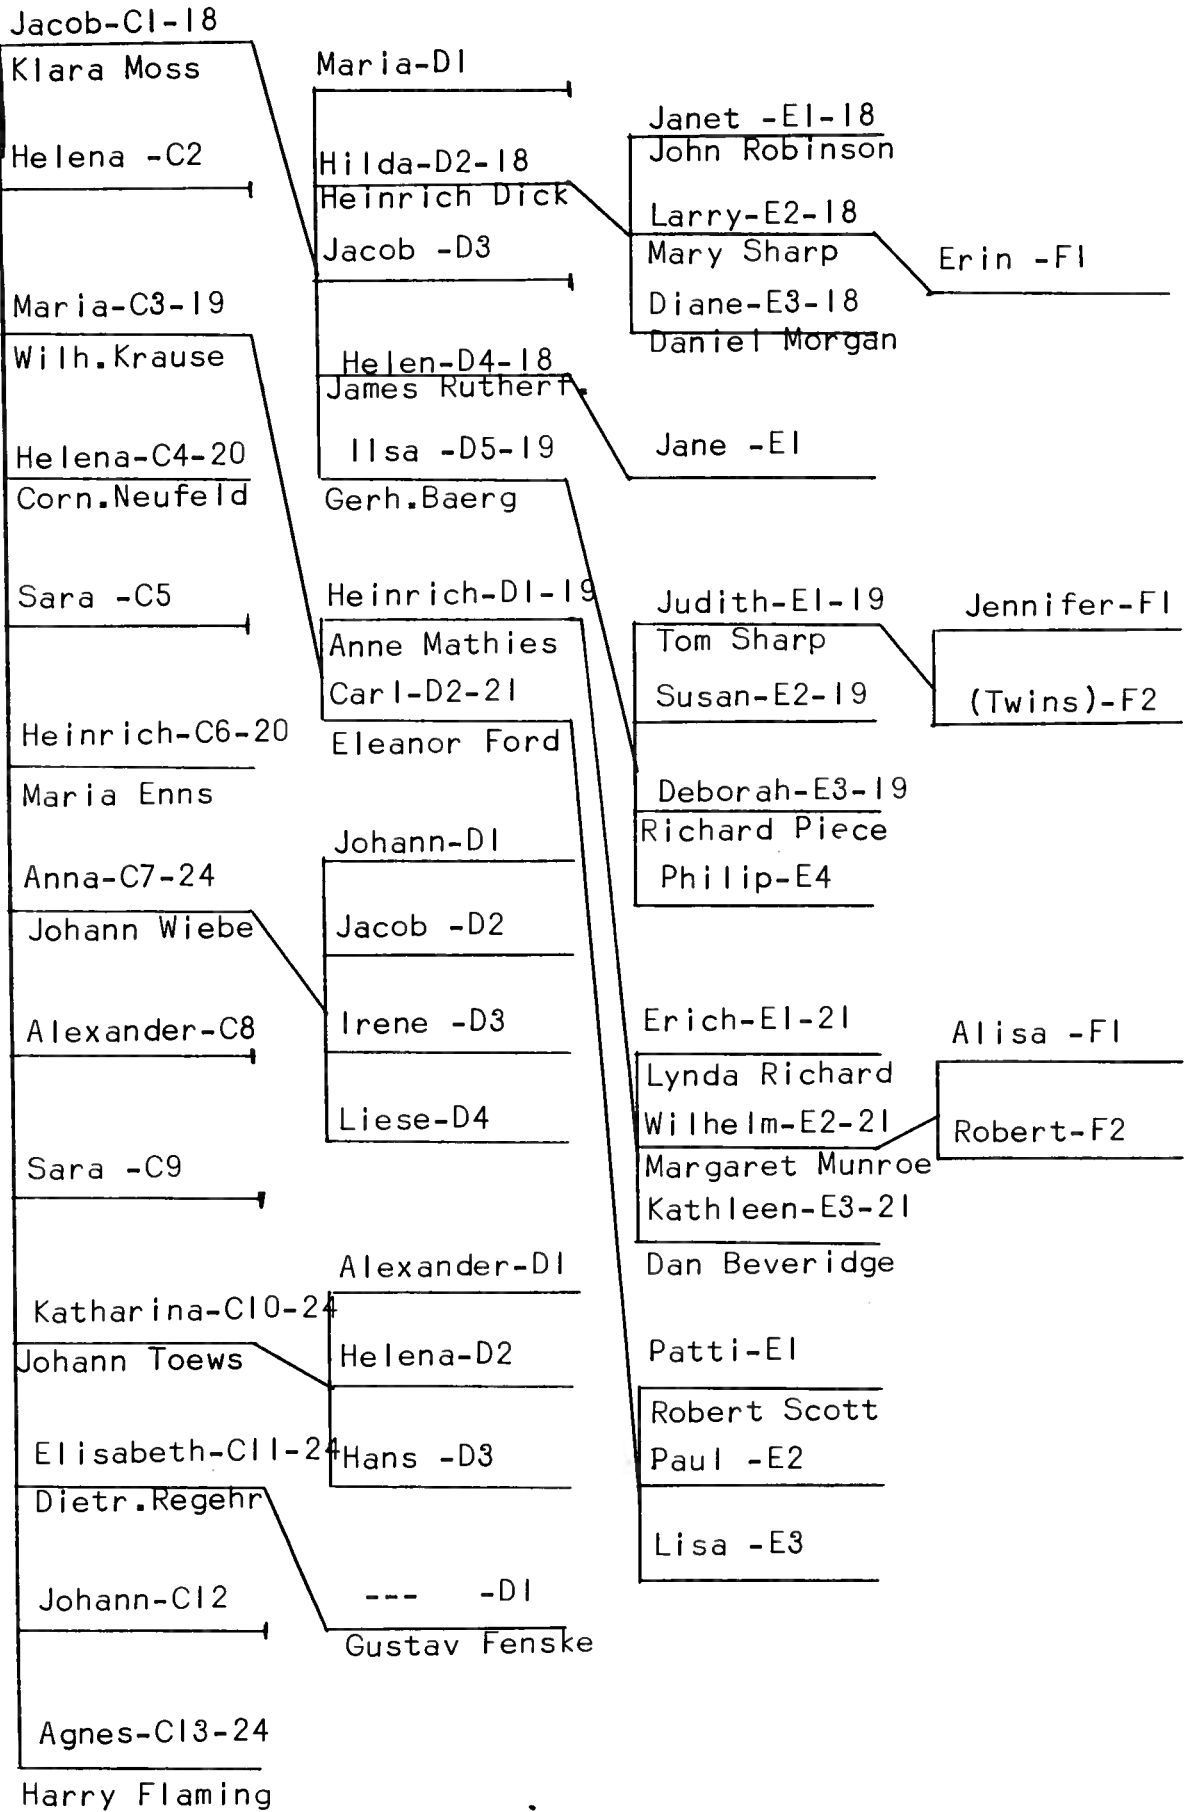 Jacob-C1-18
Klara Moss
Helena -C2
Maria-C3-19
Wilh.Krause
Helena-C4-20
Corn.Neufeld
Sara -C5
Heinrich-C6-20
Maria Enns
Anna-C7-24
Johann Wiebe
Alexander-C8
Sara -C9
Katharina-C10-24
Johann Toews
Elisabeth-C11-24
Dietr.Regehr
Johann-C12
Agnes-C13-24
Harry Flaming
Maria-D1
Hilda-D2-18
Heinrich Dick
Jacob -D3
Helen-D4-18
James Rutherf.
Ilsa -D5-19
Gerh.Baerg
Heinrich-D1-19
Anne Mathies
Carl-D2-21
Eleanor Ford
Johann-D1
Jacob -D2
Irene -D3
Liese-D4
Alexander-D1
Helena-D2
Hans -D3
--- -D1
Gustav Fenske
Janet -E1-18
John Robinson
Larry-E2-18
Mary Sharp
Diane-E3-18
Daniel Morgan
Jane -E1
Judith-E1-19
Tom Sharp
Susan-E2-19
Deborah-E3-19
Richard Piece
Philip-E4
Erich-E1-21
Lynda Richard
Wilhelm-E2-21
Margaret Munroe
Kathleen-E3-21
Dan Beveridge
Patti-E1
Robert Scott
Paul -E2
Lisa -E3
Erin -F1
Jennifer-F1
(Twins)-F2
Alisa -F1
Robert-F2